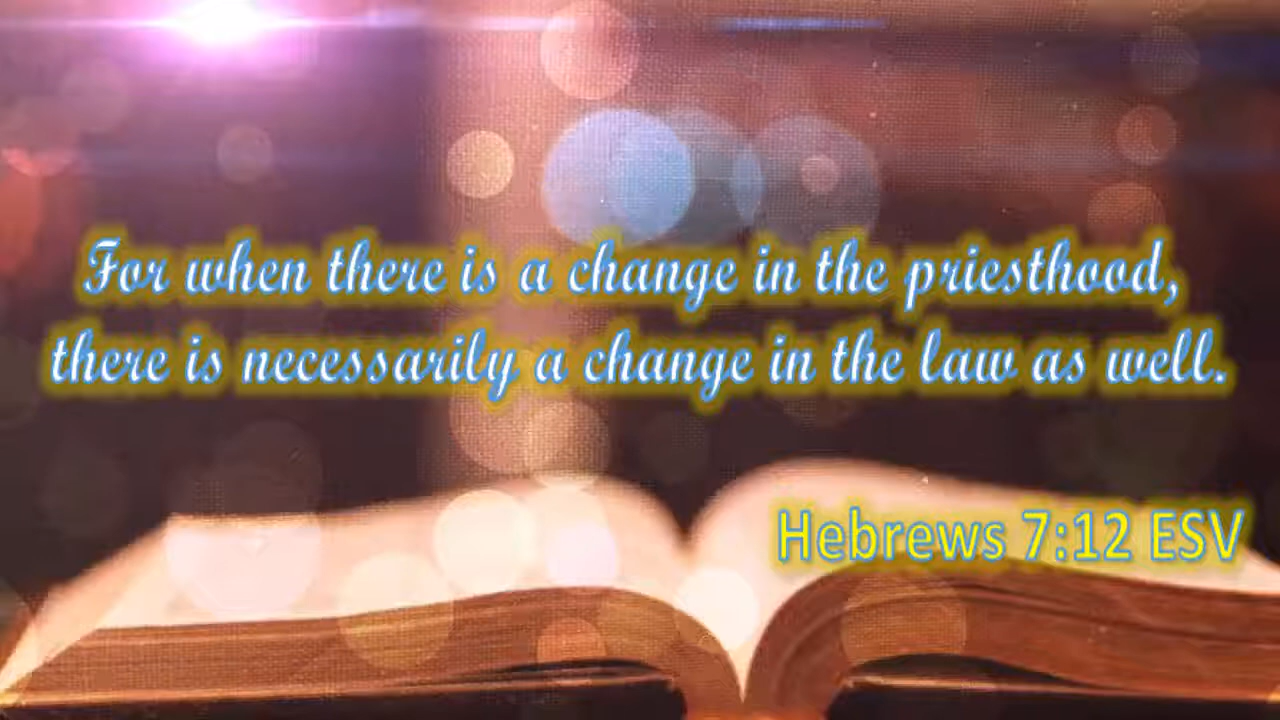 For when there is a change in the priesthood,
there is necessarily a change in the law as well.
Hebrews 7:12 ESV